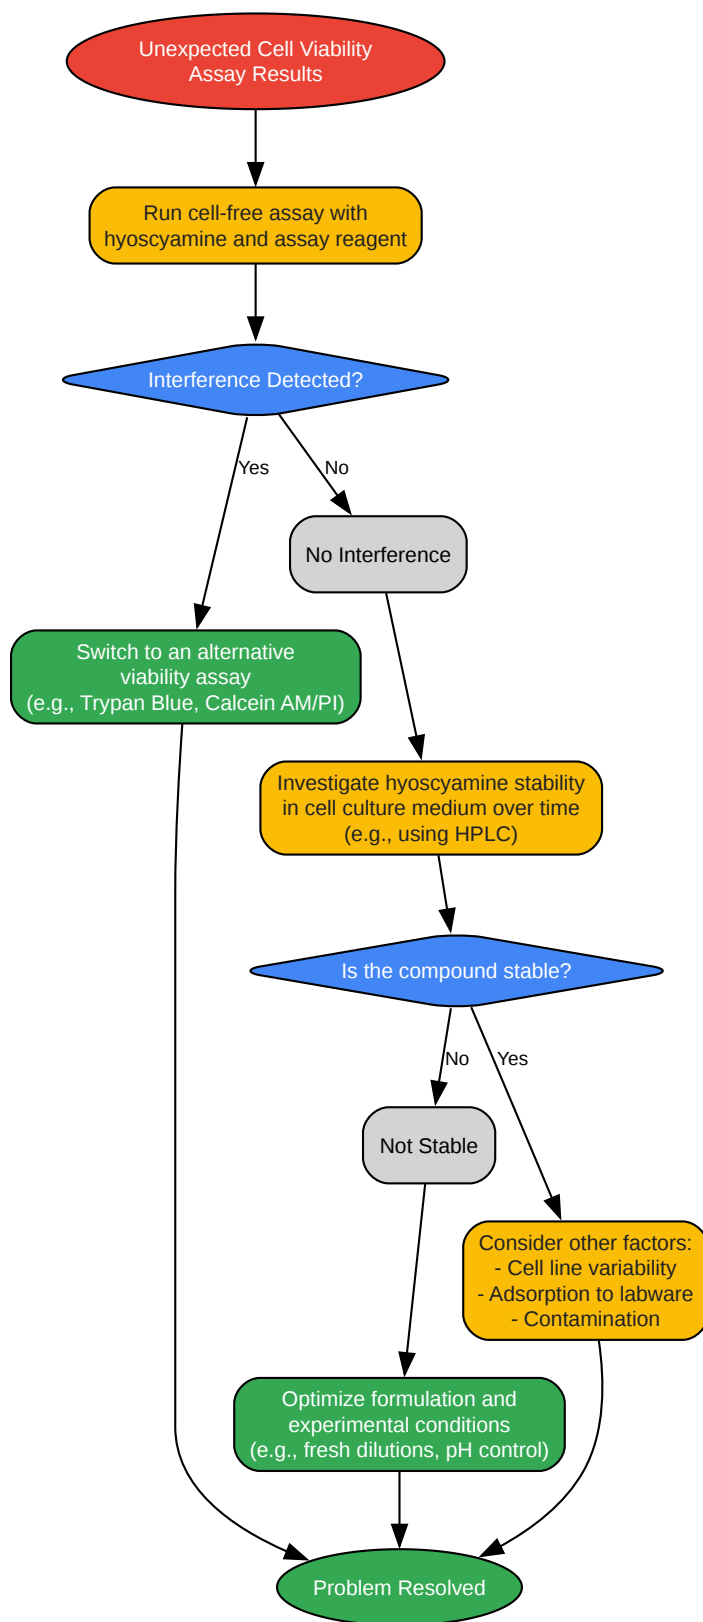 Unexpected Cell Viability
Assay Results
Run cell-free assay with
hyoscyamine and assay reagent
Interference Detected?
Yes
No
No Interference
Switch to an alternative
viability assay
(e.g., Trypan Blue, Calcein AM/PI)
Investigate hyoscyamine stability
in cell culture medium over time
(e.g., using HPLC)
Is the compound stable?
No
Yes
Not Stable
Consider other factors:
- Cell line variability
- Adsorption to labware
- Contamination
Optimize formulation and
experimental conditions
(e.g., fresh dilutions, pH control)
Problem Resolved